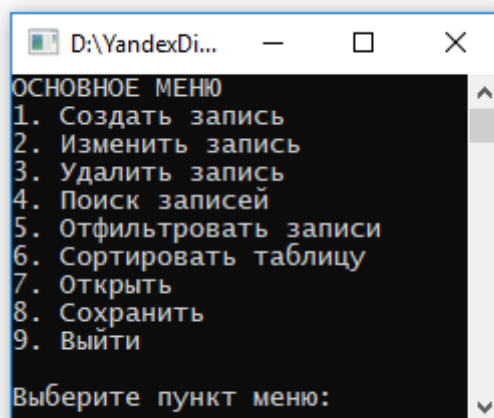 D:\YandexDi...
ОСНОВНОЕ МЕНЮ
1. Создать запись
2. Изменить запись
3. Удалить запись
4. Поиск записей
5. Отфильтровать записи
6. Сортировать таблицу
7. Открыть
8. Сохранить
9. Выйти
Выберите пункт меню: